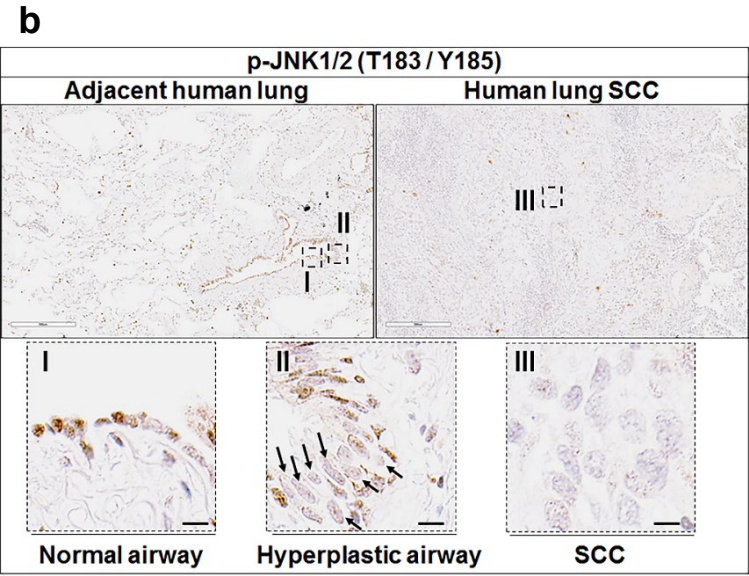 b
p-JNK1/2 (T183 / Y185)
Adjacent human lung
Human lung SCC
II
I
III
I
II
III
Normal airway
Hyperplastic airway
SCC